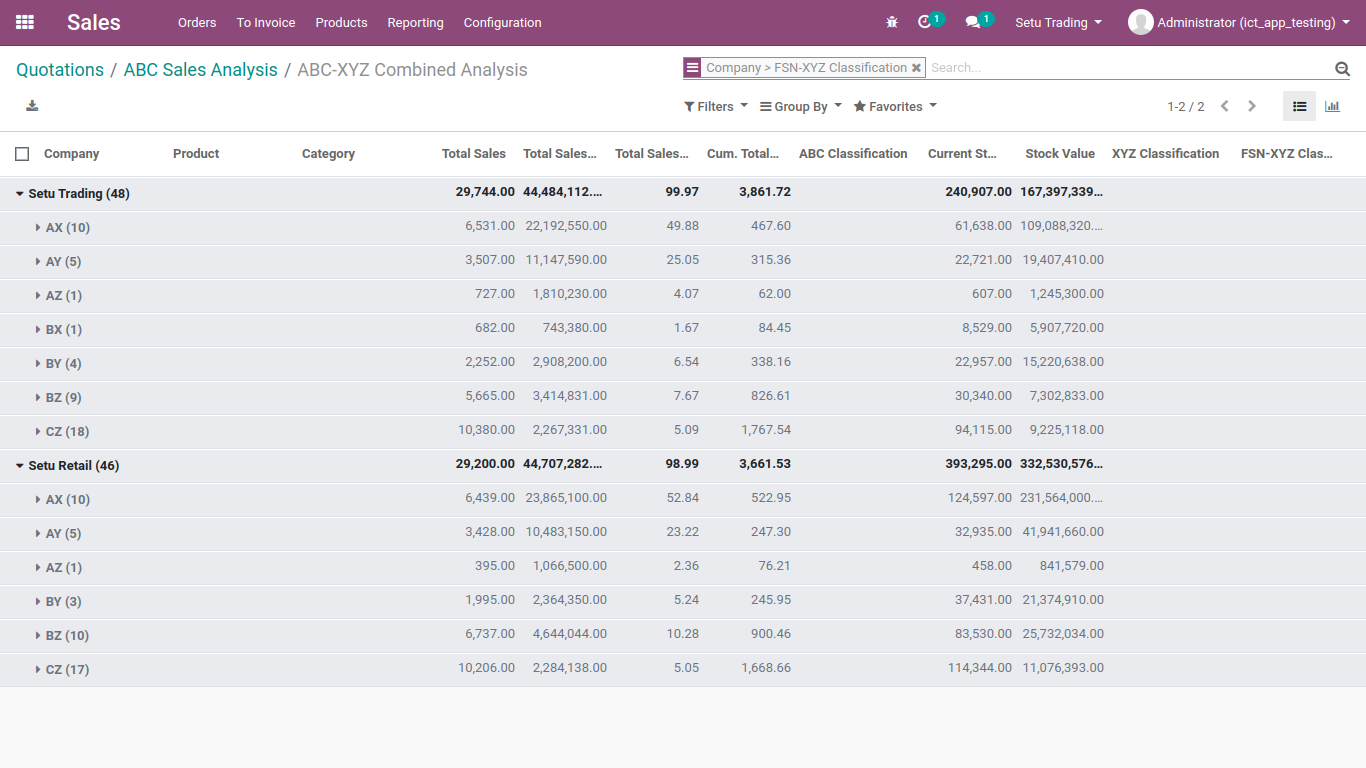 Sales Orders To Invoice Products Reporting Configuration 1 1 Setu Trading Administrator (ict_app_testing)
Quotations / ABC Sales Analysis / ABC-XYZ Combined Analysis Company > FSN-XYZ Classification Search...
Filters Group By Favorites 1-2 / 2
Company Product Category Total Sales Total Sales... Total Sales... Cum. Total... ABC Classification Current St... Stock Value XYZ Classification FSN-XYZ Clas...
Setu Trading (48) 29,744.00 44,484,112.... 99.97 3,861.72 240,907.00 167,397,339...
AX (10) 6,531.00 22,192,550.00 49.88 467.60 61,638.00 109,088,320....
AY (5) 3,507.00 11,147,590.00 25.05 315.36 22,721.00 19,407,410.00
AZ (1) 727.00 1,810,230.00 4.07 62.00 607.00 1,245,300.00
BX (1) 682.00 743,380.00 1.67 84.45 8,529.00 5,907,720.00
BY (4) 2,252.00 2,908,200.00 6.54 338.16 22,957.00 15,220,638.00
BZ (9) 5,665.00 3,414,831.00 7.67 826.61 30,340.00 7,302,833.00
CZ (18) 10,380.00 2,267,331.00 5.09 1,767.54 94,115.00 9,225,118.00
Setu Retail (46) 29,200.00 44,707,282.... 98.99 3,661.53 393,295.00 332,530,576...
AX (10) 6,439.00 23,865,100.00 52.84 522.95 124,597.00 231,564,000....
AY (5) 3,428.00 10,483,150.00 23.22 247.30 32,935.00 41,941,660.00
AZ (1) 395.00 1,066,500.00 2.36 76.21 458.00 841,579.00
BY (3) 1,995.00 2,364,350.00 5.24 245.95 37,431.00 21,374,910.00
BZ (10) 6,737.00 4,644,044.00 10.28 900.46 83,530.00 25,732,034.00
CZ (17) 10,206.00 2,284,138.00 5.05 1,668.66 114,344.00 11,076,393.00